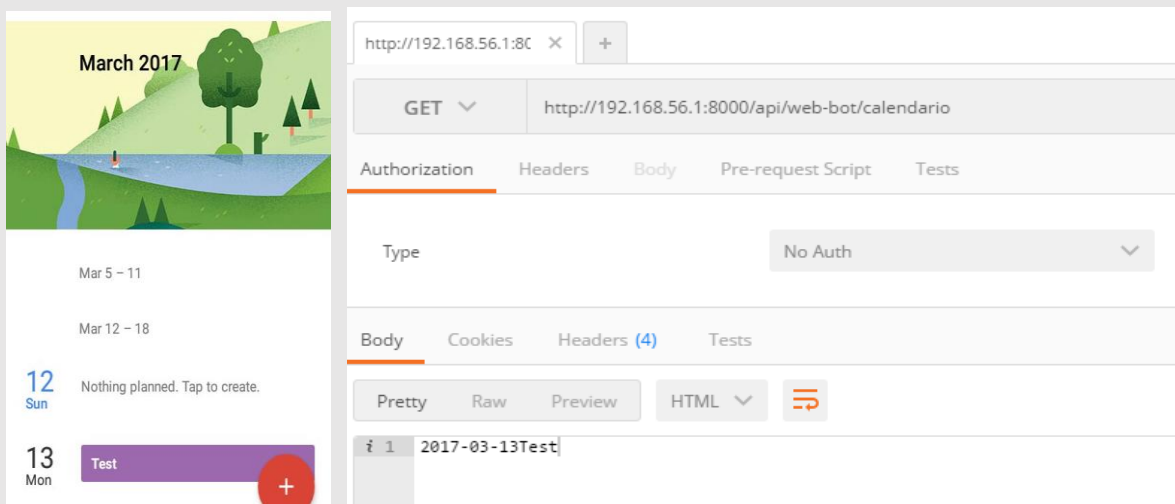 March 2017
Mar 5 – 11
Mar 12 – 18
12
Sun
Nothing planned. Tap to create.
13
Mon
Test
+
http://192.168.56.1:80
+
GET
http://192.168.56.1:8000/api/web-bot/calendario
Authorization Headers Body Pre-request Script Tests
Type No Auth
Body Cookies Headers (4) Tests
Pretty Raw Preview HTML
i 1 2017-03-13Test